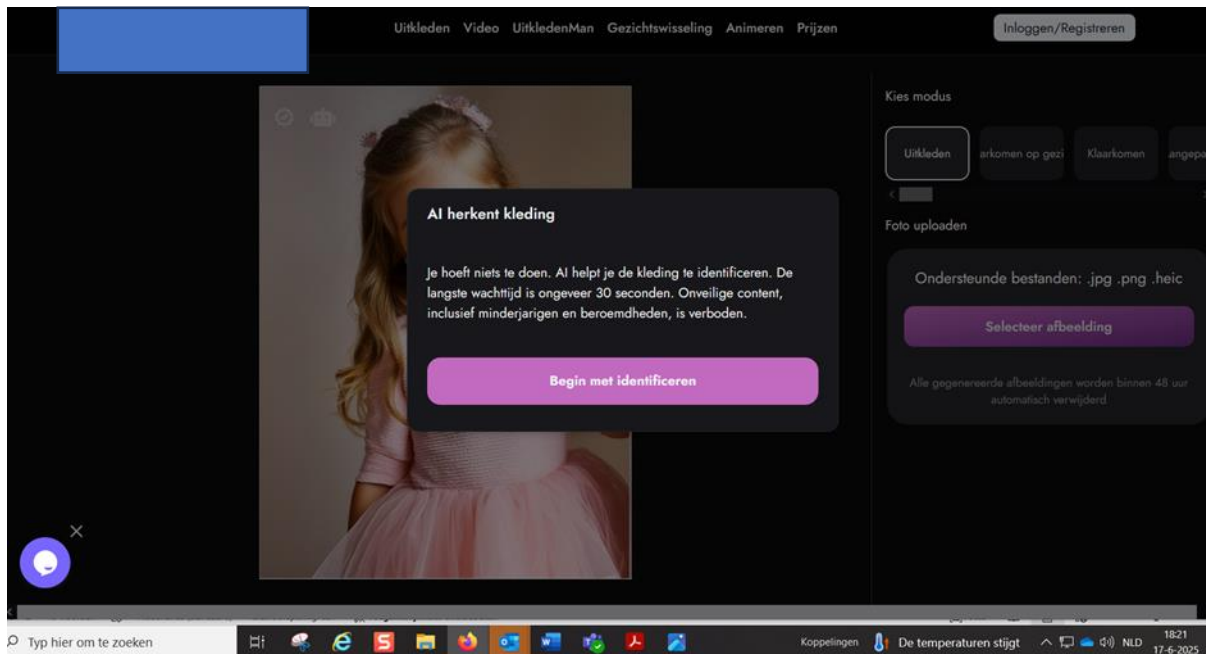 Uitkleden Video UitkledenMan Gezichtswisseling Animeren Prijzen
Inloggen/Registreren
Kies modus
Uitkleden
arkomen op gezi
Klaarkomen
angepa
AI herkent kleding
Je hoeft niets te doen. AI helpt je de kleding te identificeren. De
langste wachttijd is ongeveer 30 seconden. Onveilige content,
inclusief minderjarigen en beroemdheden, is verboden.
Begin met identificeren
Foto uploaden
Ondersteunde bestanden: .jpg .png .heic
Selecteer afbeelding
Alle gegenereerde afbeeldingen worden binnen 48 uur
automatisch verwijderd
Typ hier om te zoeken
Koppelingen
De temperaturen stijgt
NLD
18:21
17-6-2025